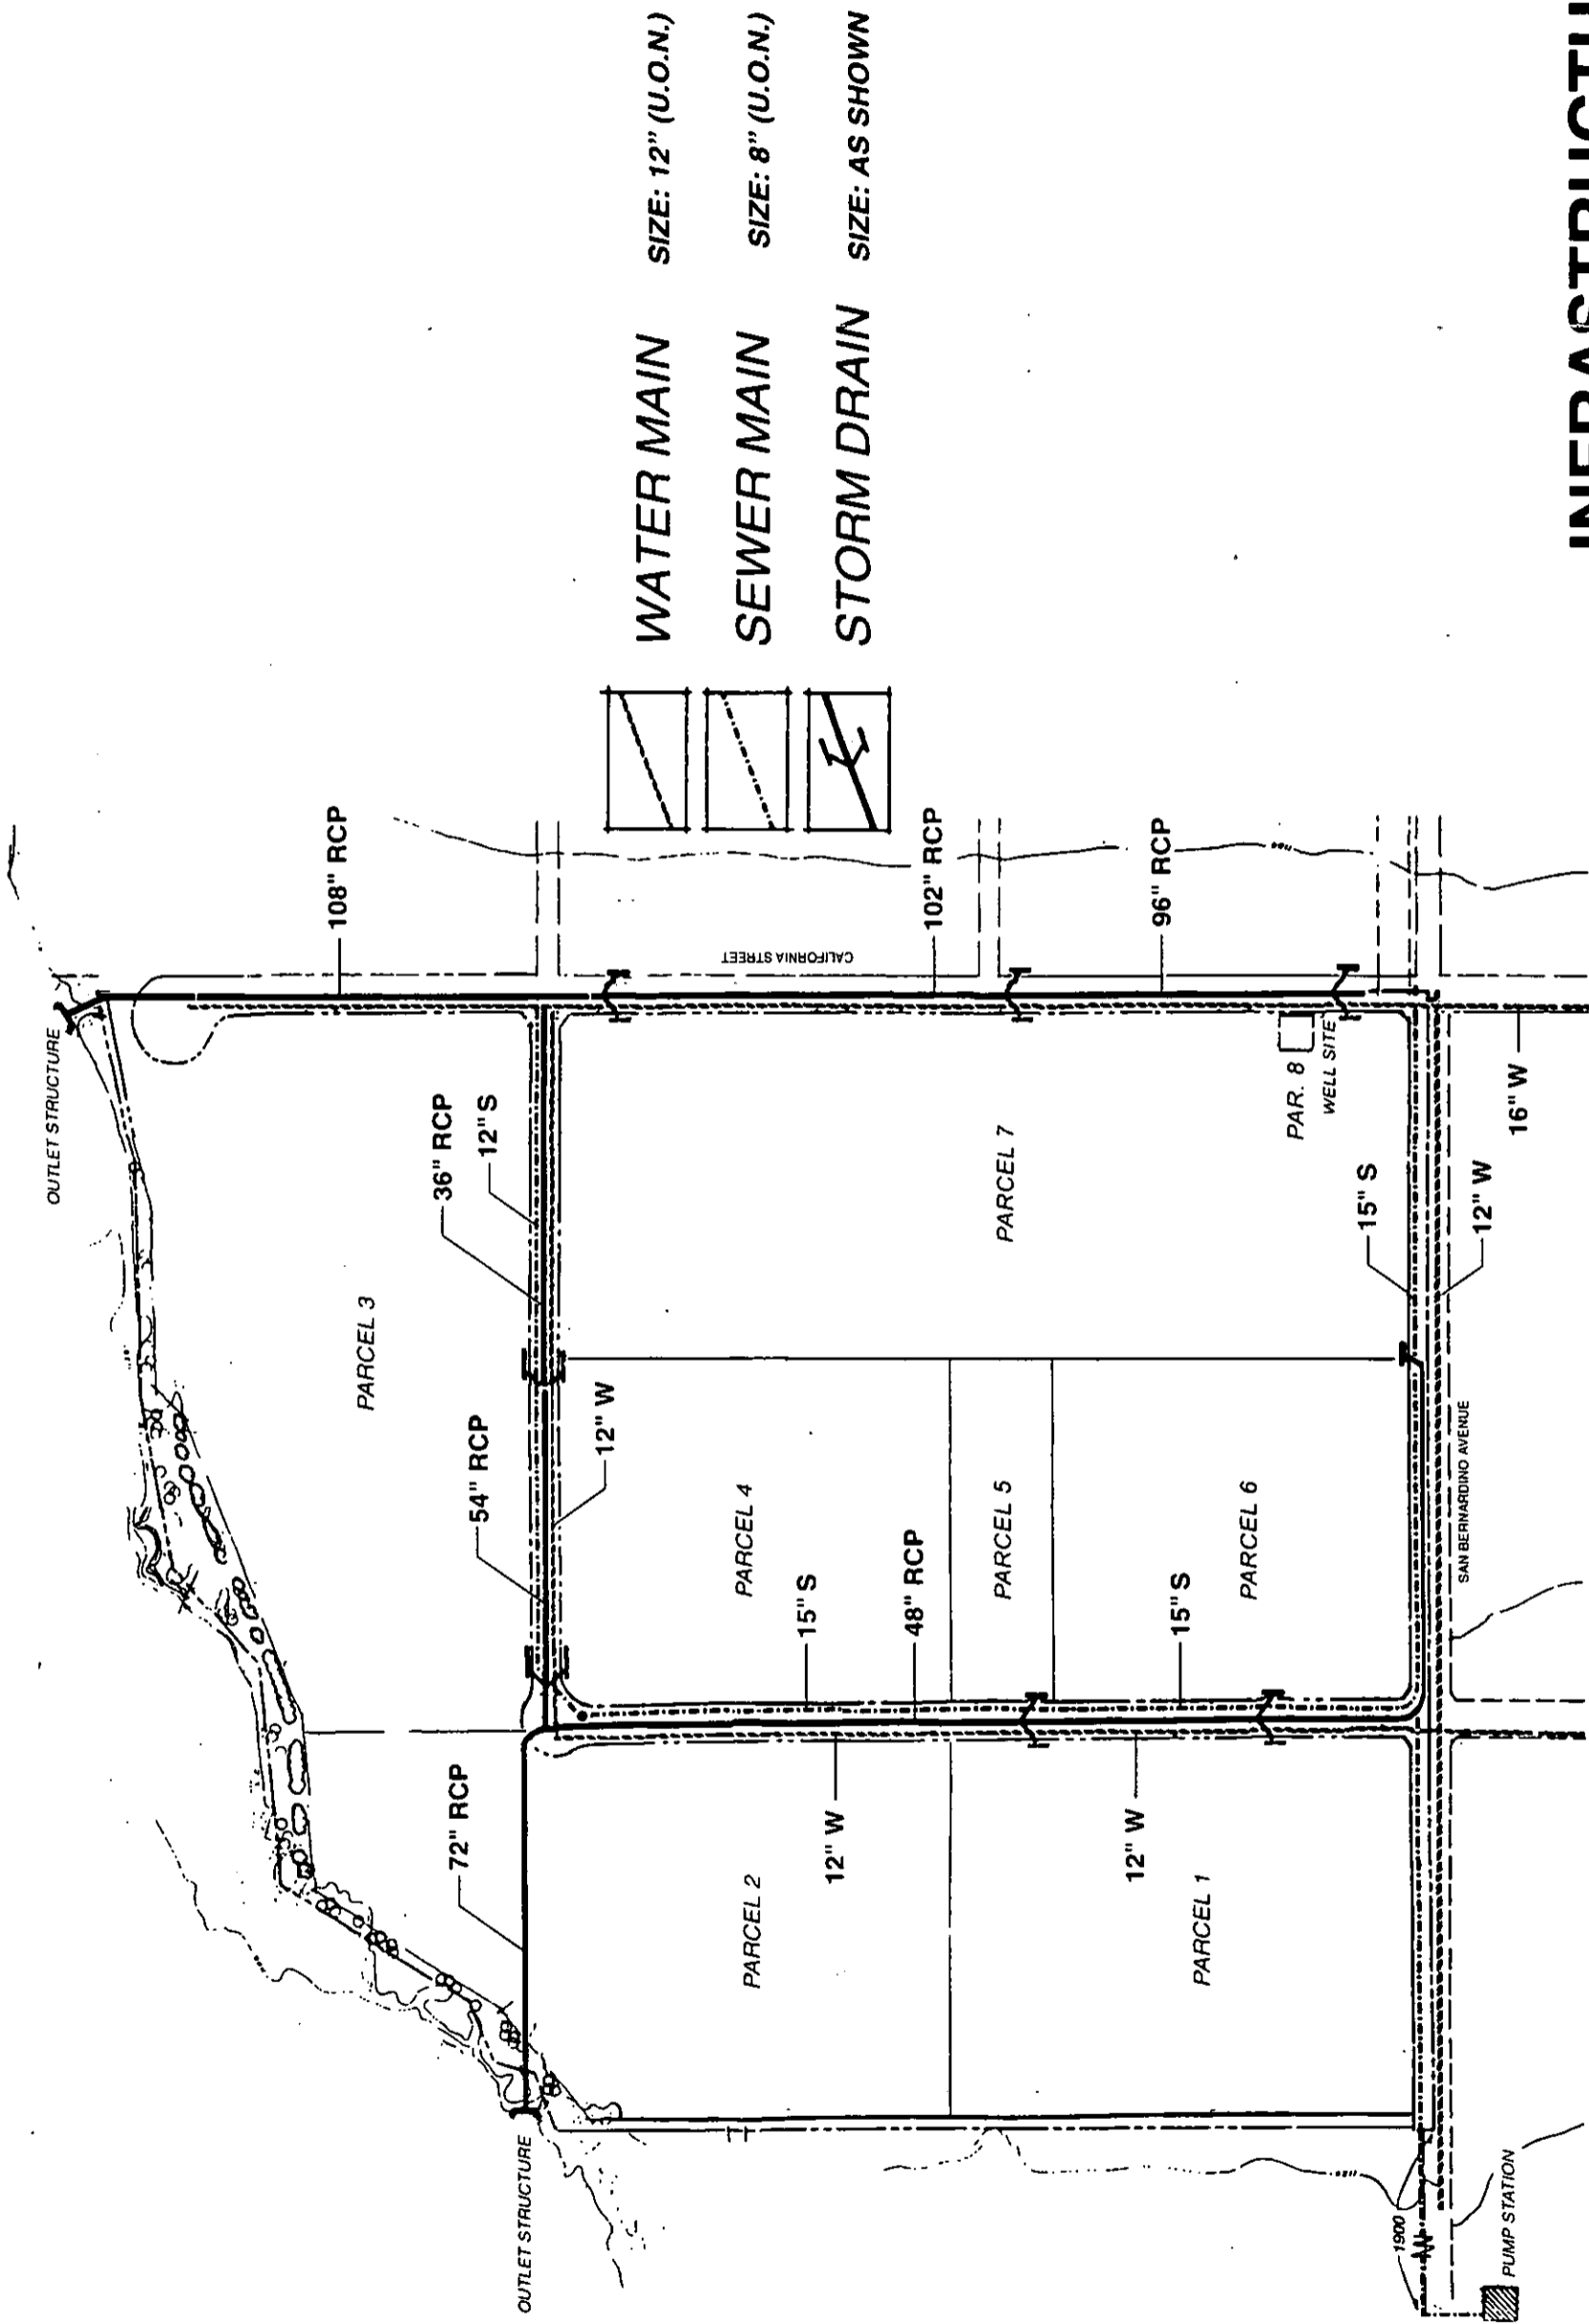 OUTLET STRUCTURE
108" RCP
WATER MAIN SIZE: 12" (U.O.N.)
SEWER MAIN SIZE: 8" (U.O.N.)
STORM DRAIN SIZE: AS SHOWN
CALIFORNIA STREET
102" RCP
96" RCP
36" RCP
12" S
PARCEL 3
PARCEL 7
PAR. 8
WELL SITE
16" W
15" S
12" W
54" RCP
12" W
PARCEL 4
PARCEL 5
PARCEL 6
SAN BERNARDINO AVENUE
15" S
48" RCP
15" S
72" RCP
12" W
12" W
PARCEL 2
PARCEL 1
OUTLET STRUCTURE
1900
PUMP STATION